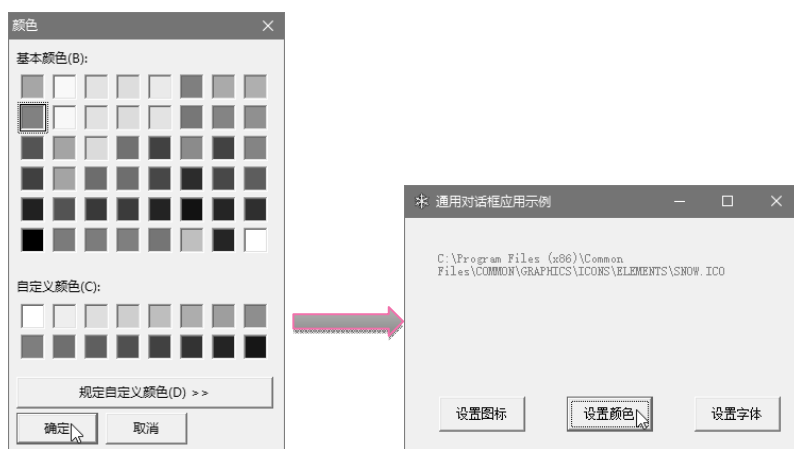 颜色
基本颜色(B):
自定义颜色(C):
规定自定义颜色(D) >>
确定
取消
通用对话框应用示例
C:\Program Files (x86)\Common
Files\COMMON\GRAPHICS\ICONS\ELEMENTS\SNOW.ICO
设置图标
设置颜色
设置字体